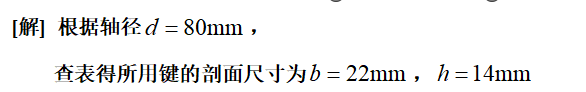 [解] 根据轴径 d = 80mm ，
查表得所用键的剖面尺寸为 b = 22mm ， h = 14mm